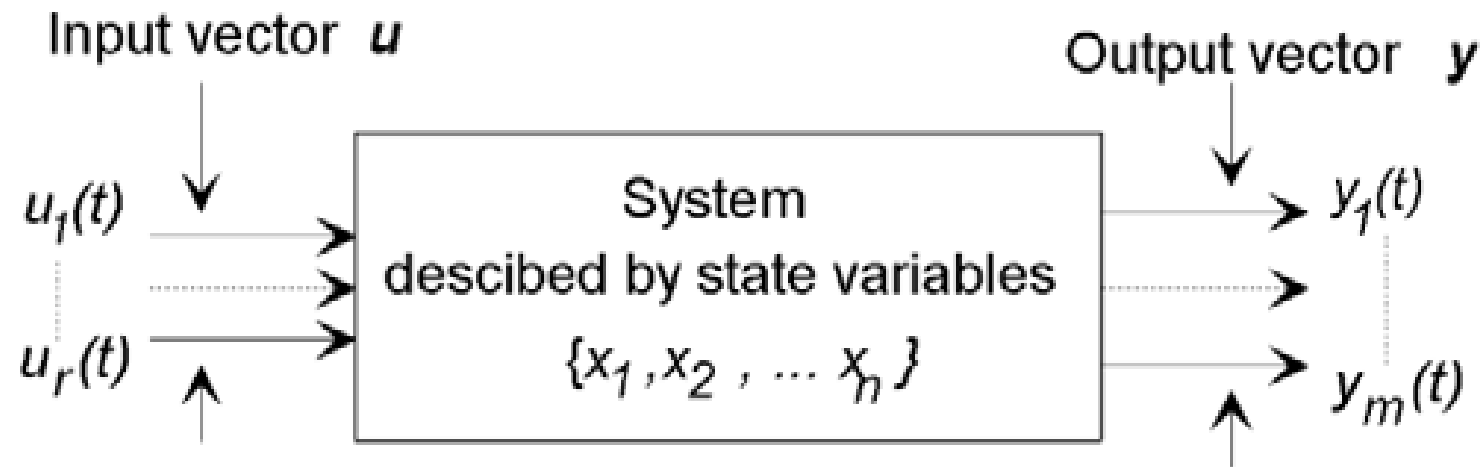 Input vector u
Output vector y
u1(t)
ur(t)
System
descibed by state variables
{x1, x2 , ... xn }
y1(t)
ym(t)